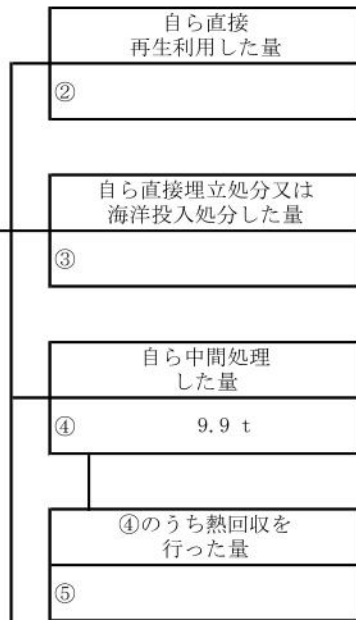 自ら直接
再生利用した量
②
自ら直接埋立処分又は
海洋投入処分した量
③
自ら中間処理
した量
④ 9.9 t
④のうち熱回収を
行った量
⑤